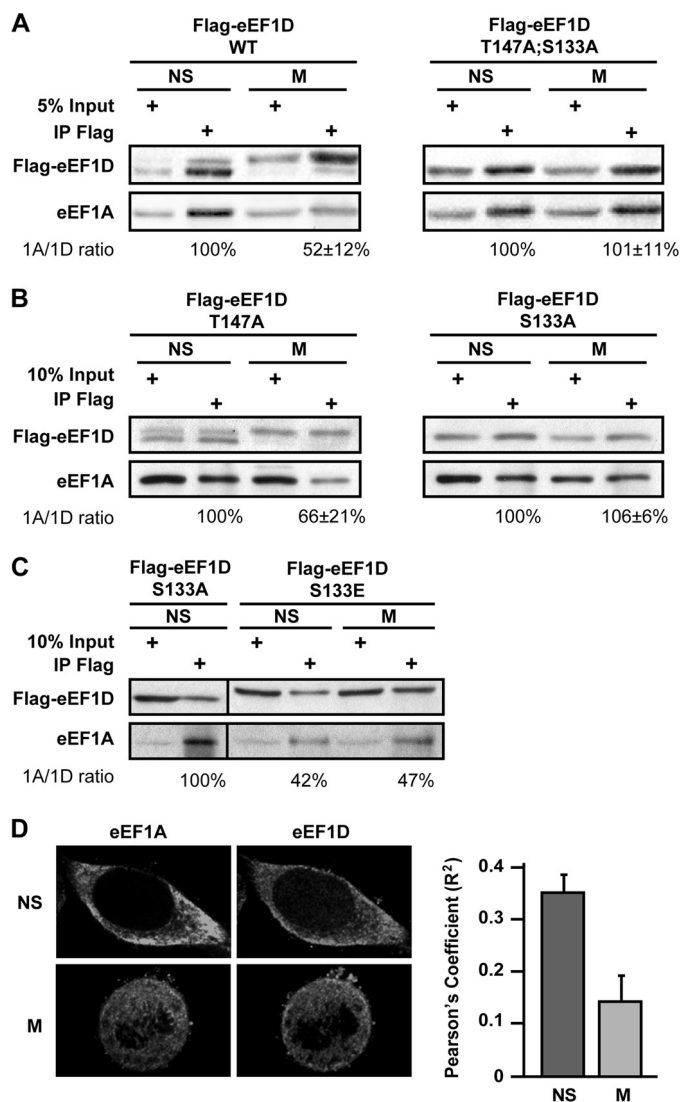 A
Flag-eEF1D
WT
Flag-eEF1D
T147A;S133A
NS M NS M
5% Input + + + +
IP Flag + + + +
Flag-eEF1D
eEF1A
1A/1D ratio 100% 52±12% 100% 101±11%
B
Flag-eEF1D
T147A
Flag-eEF1D
S133A
NS M NS M
10% Input + + + +
IP Flag + + + +
Flag-eEF1D
eEF1A
1A/1D ratio 100% 66±21% 100% 106±6%
C
Flag-eEF1D
S133A
Flag-eEF1D
S133E
NS NS M
10% Input + + +
IP Flag + + +
Flag-eEF1D
eEF1A
1A/1D ratio 100% 42% 47%
D
eEF1A eEF1D
NS
M
Pearson's Coefficient (R²)
0.4
0.3
0.2
0.1
0
NS M